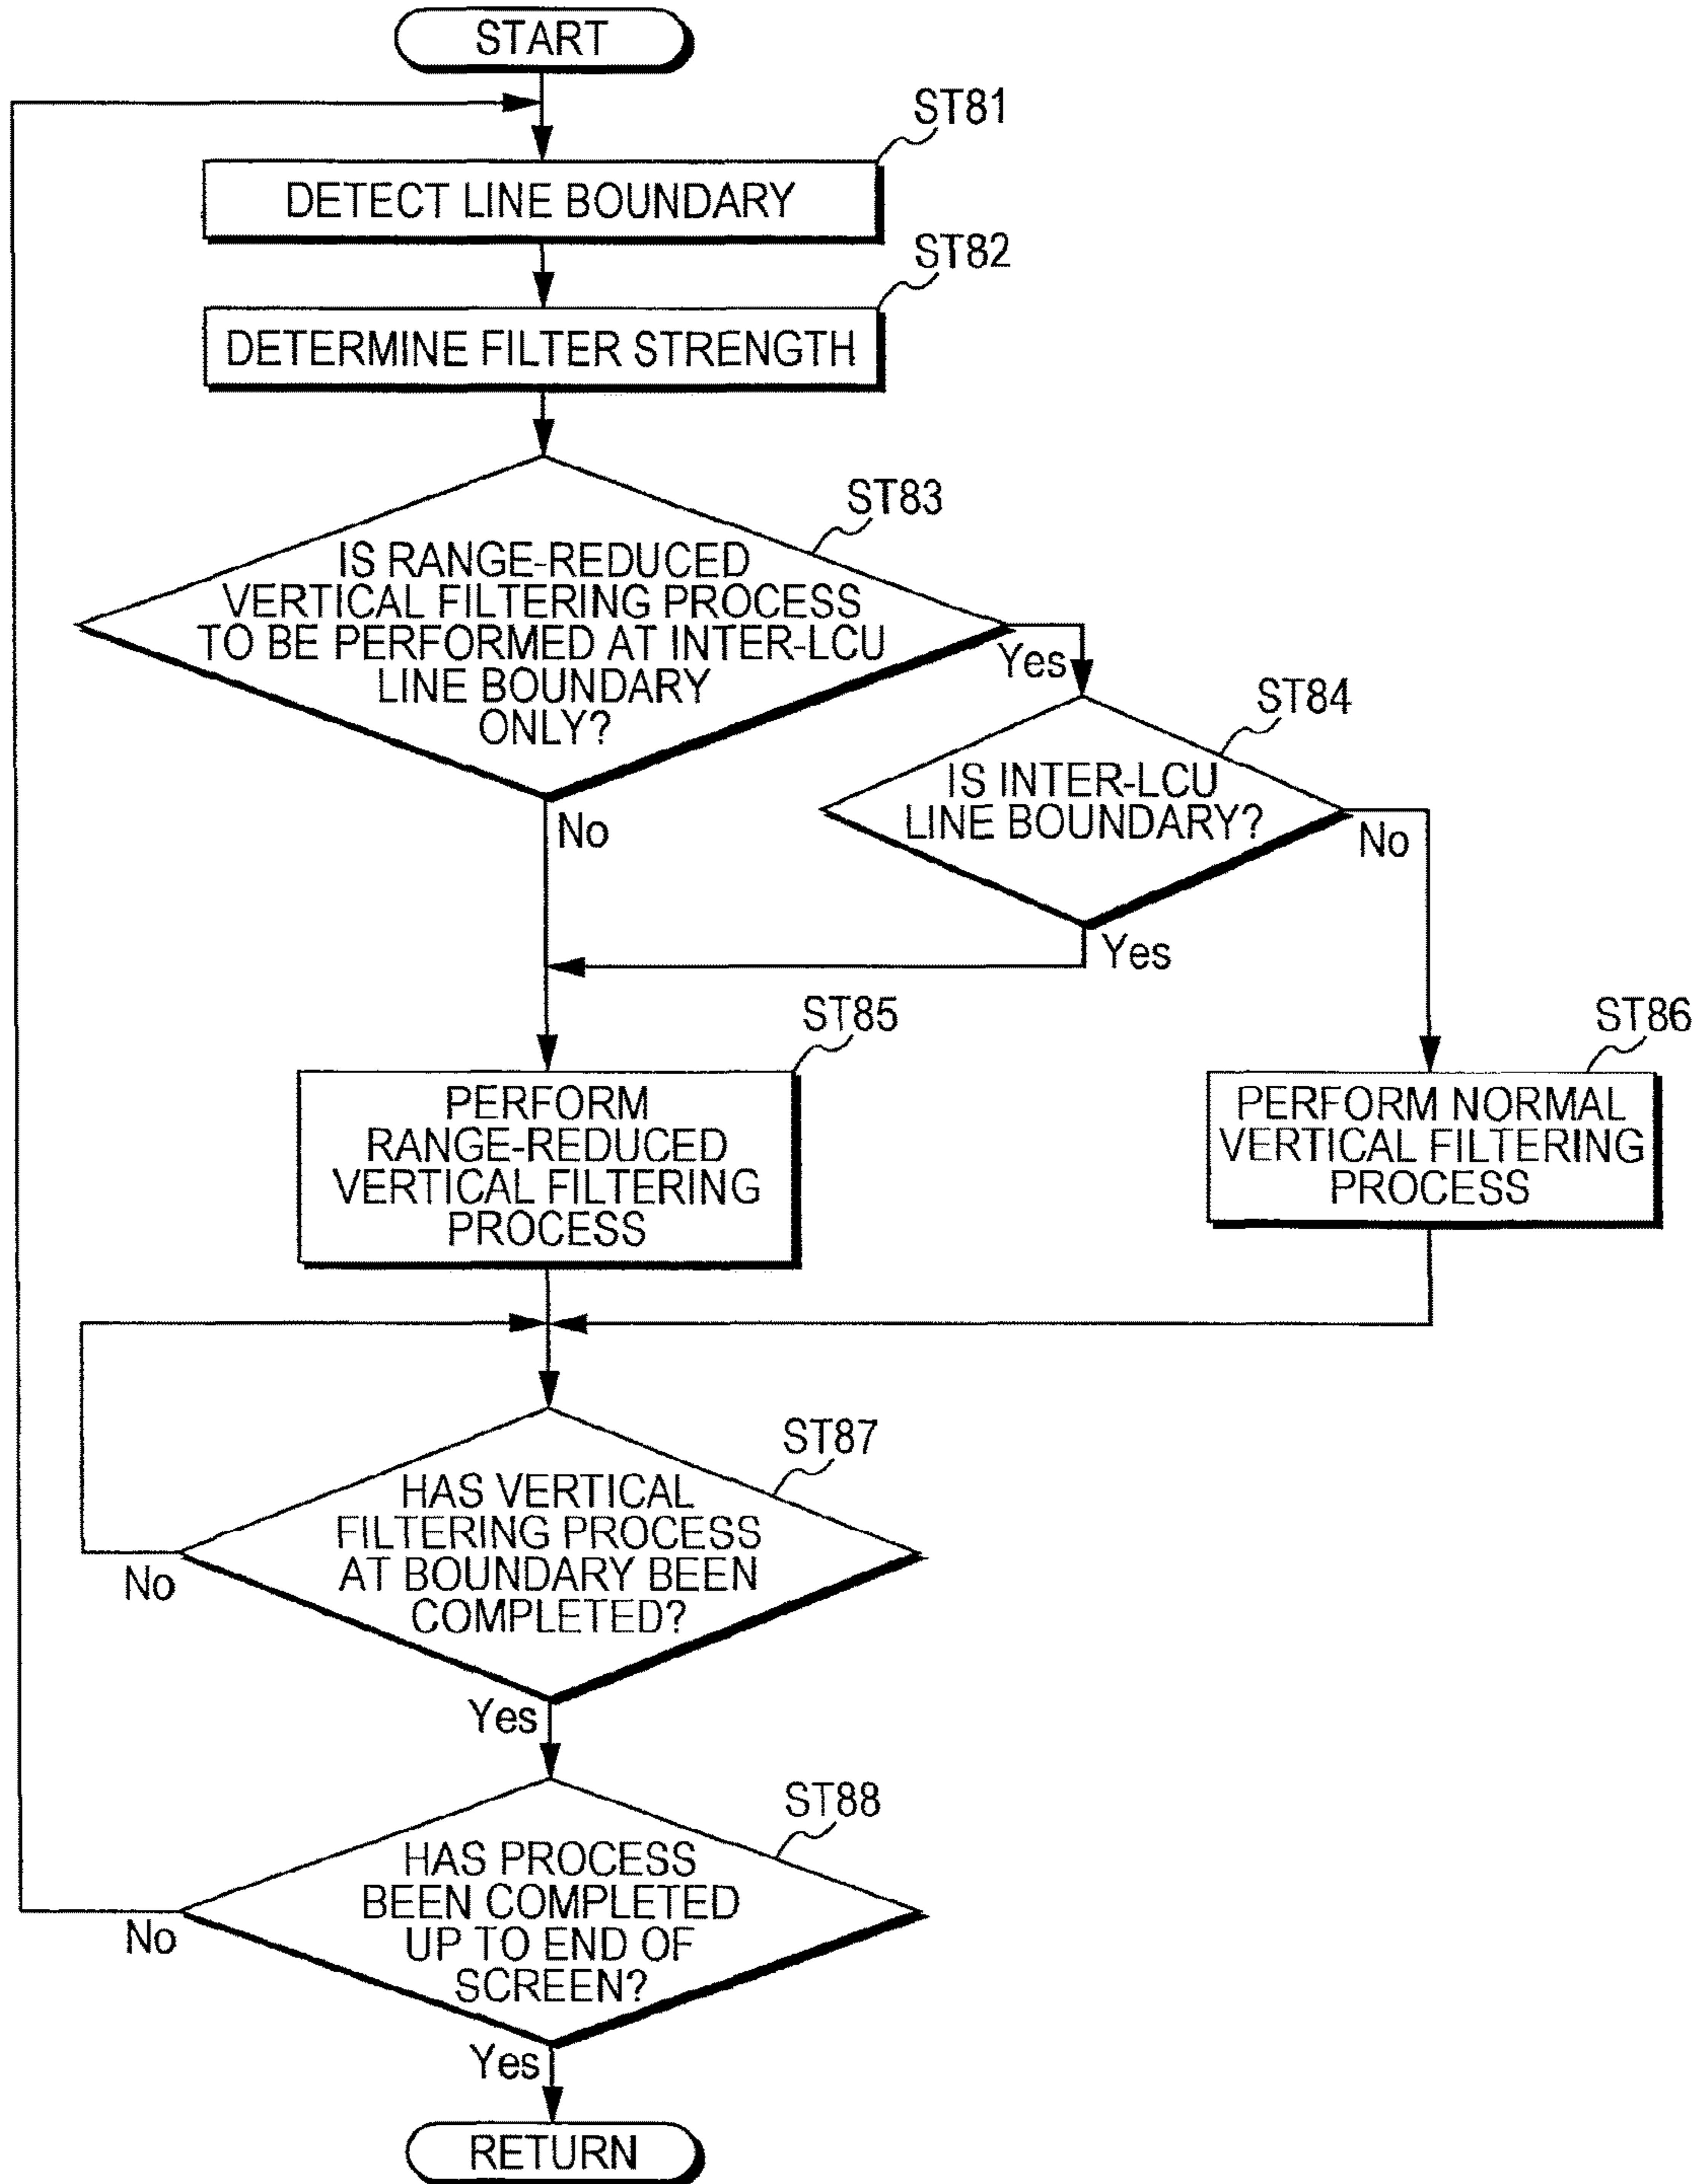 START
ST81
DETECT LINE BOUNDARY
ST82
DETERMINE FILTER STRENGTH
ST83
IS RANGE-REDUCED
VERTICAL FILTERING PROCESS
TO BE PERFORMED AT INTER-LCU
LINE BOUNDARY
ONLY?
Yes
No
ST84
IS INTER-LCU
LINE BOUNDARY?
No
Yes
ST85
PERFORM
RANGE-REDUCED
VERTICAL FILTERING
PROCESS
ST86
PERFORM NORMAL
VERTICAL FILTERING
PROCESS
ST87
HAS VERTICAL
FILTERING PROCESS
AT BOUNDARY BEEN
COMPLETED?
No
Yes
ST88
HAS PROCESS
BEEN COMPLETED
UP TO END OF
SCREEN?
No
Yes
RETURN